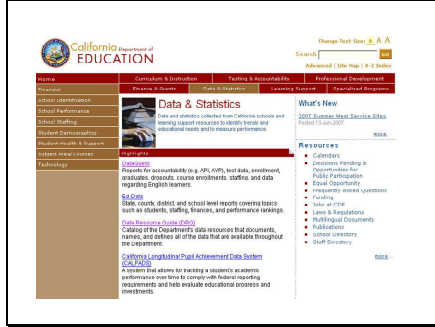 Change Text Size: A A A
California Department of
EDUCATION
Search GO
Advanced | Site Map | A-Z Index
Home
Curriculum & Instruction
Testing & Accountability
Professional Development
Finance & Grants
Data & Statistics
Learning Support
Specialized Programs
Financial
School Identification
School Performance
School Staffing
Student Demographics
Student Health & Support
Subject Area/Courses
Technology
Data & Statistics
Data and statistics collected from California schools and
learning support resources to identify trends and
educational needs and to measure performance.
Highlights
DataQuest
Reports for accountability (e.g. API, AYP), test data, enrollment,
graduates, dropouts, course enrollments, staffing, and data
regarding English learners.
Ed-Data
State, county, district, and school level reports covering topics
such as students, staffing, finances, and performance rankings.
Data Resource Guide (DRG)
Catalog of the Department's data resources that documents,
names, and defines all of the data that are available throughout
the Department.
California Longitudinal Pupil Achievement Data System
(CALPADS)
A system that allows for tracking a student's academic
performance over time to comply with federal reporting
requirements and help evaluate educational progress and
investments.
What's New
2007 Summer Meal Service Sites
Posted 13-Jun-2007
more
Resources
Calendars
Decisions Pending &
Opportunities for
Public Participation
Equal Opportunity
Frequently Asked Questions
Funding
Jobs at CDE
Laws & Regulations
Multilingual Documents
Publications
School Directory
Staff Directory
more...